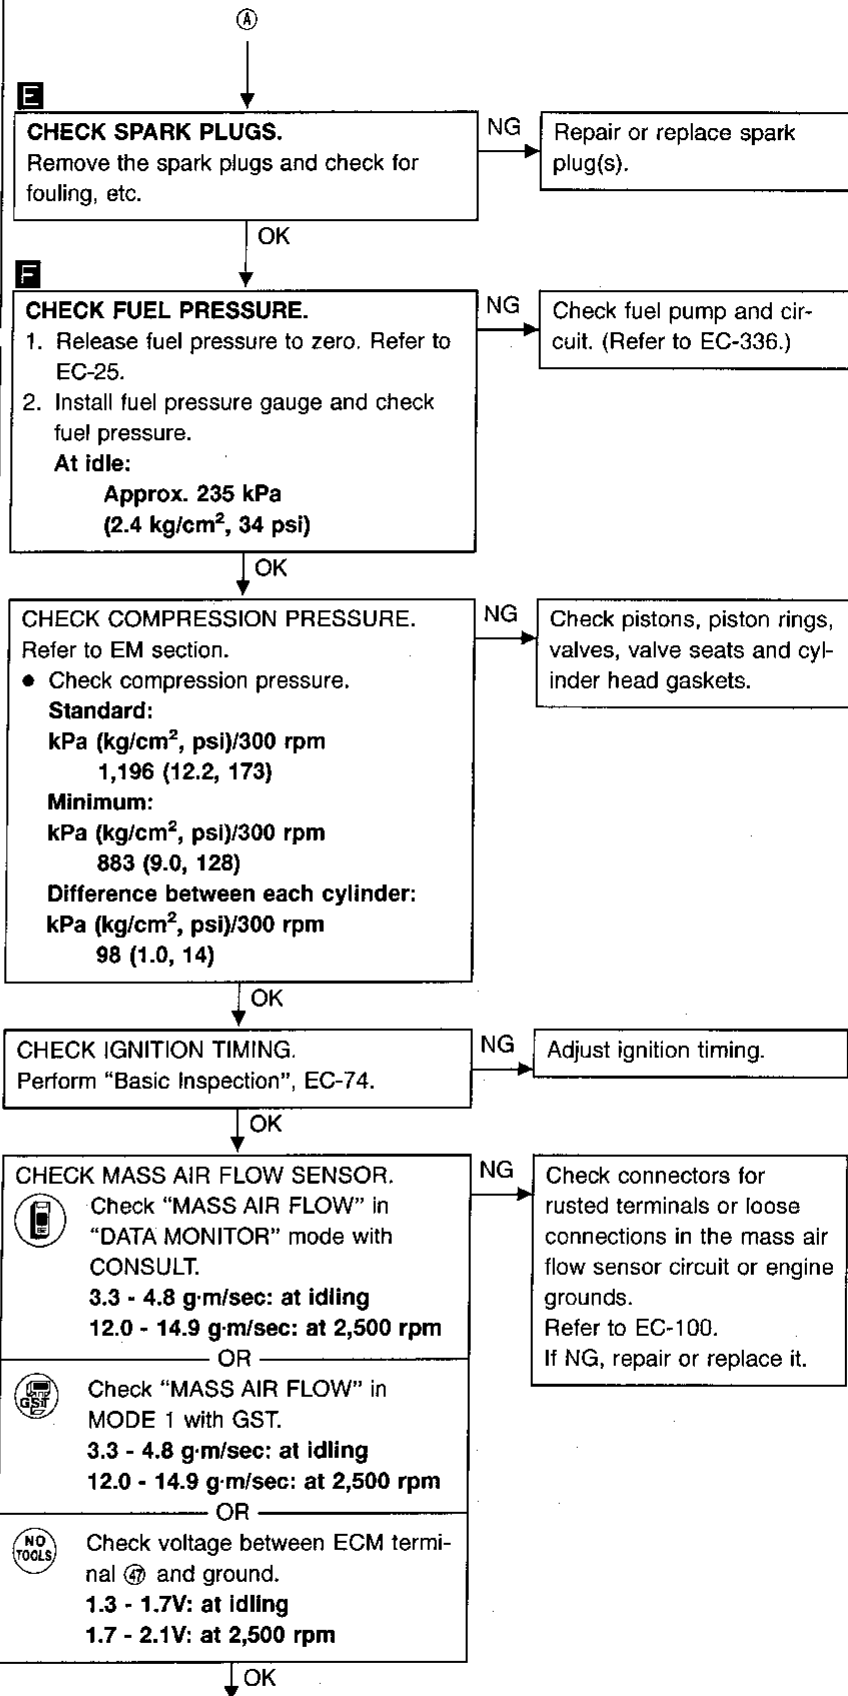 Ⓐ
E
CHECK SPARK PLUGS.
Remove the spark plugs and check for
fouling, etc.
NG
Repair or replace spark
plug(s).
OK
F
CHECK FUEL PRESSURE.
1. Release fuel pressure to zero. Refer to
EC-25.
2. Install fuel pressure gauge and check
fuel pressure.
At idle:
Approx. 235 kPa
(2.4 kg/cm², 34 psi)
NG
Check fuel pump and cir-
cuit. (Refer to EC-336.)
OK
CHECK COMPRESSION PRESSURE.
Refer to EM section.
● Check compression pressure.
Standard:
kPa (kg/cm², psi)/300 rpm
1,196 (12.2, 173)
Minimum:
kPa (kg/cm², psi)/300 rpm
883 (9.0, 128)
Difference between each cylinder:
kPa (kg/cm², psi)/300 rpm
98 (1.0, 14)
NG
Check pistons, piston rings,
valves, valve seats and cyl-
inder head gaskets.
OK
CHECK IGNITION TIMING.
Perform “Basic Inspection”, EC-74.
NG
Adjust ignition timing.
OK
CHECK MASS AIR FLOW SENSOR.
Check “MASS AIR FLOW” in
“DATA MONITOR” mode with
CONSULT.
3.3 - 4.8 g·m/sec: at idling
12.0 - 14.9 g·m/sec: at 2,500 rpm
OR
GST
Check “MASS AIR FLOW” in
MODE 1 with GST.
3.3 - 4.8 g·m/sec: at idling
12.0 - 14.9 g·m/sec: at 2,500 rpm
OR
NO
TOOLS
Check voltage between ECM termi-
nal ㊼ and ground.
1.3 - 1.7V: at idling
1.7 - 2.1V: at 2,500 rpm
NG
Check connectors for
rusted terminals or loose
connections in the mass air
flow sensor circuit or engine
grounds.
Refer to EC-100.
If NG, repair or replace it.
OK